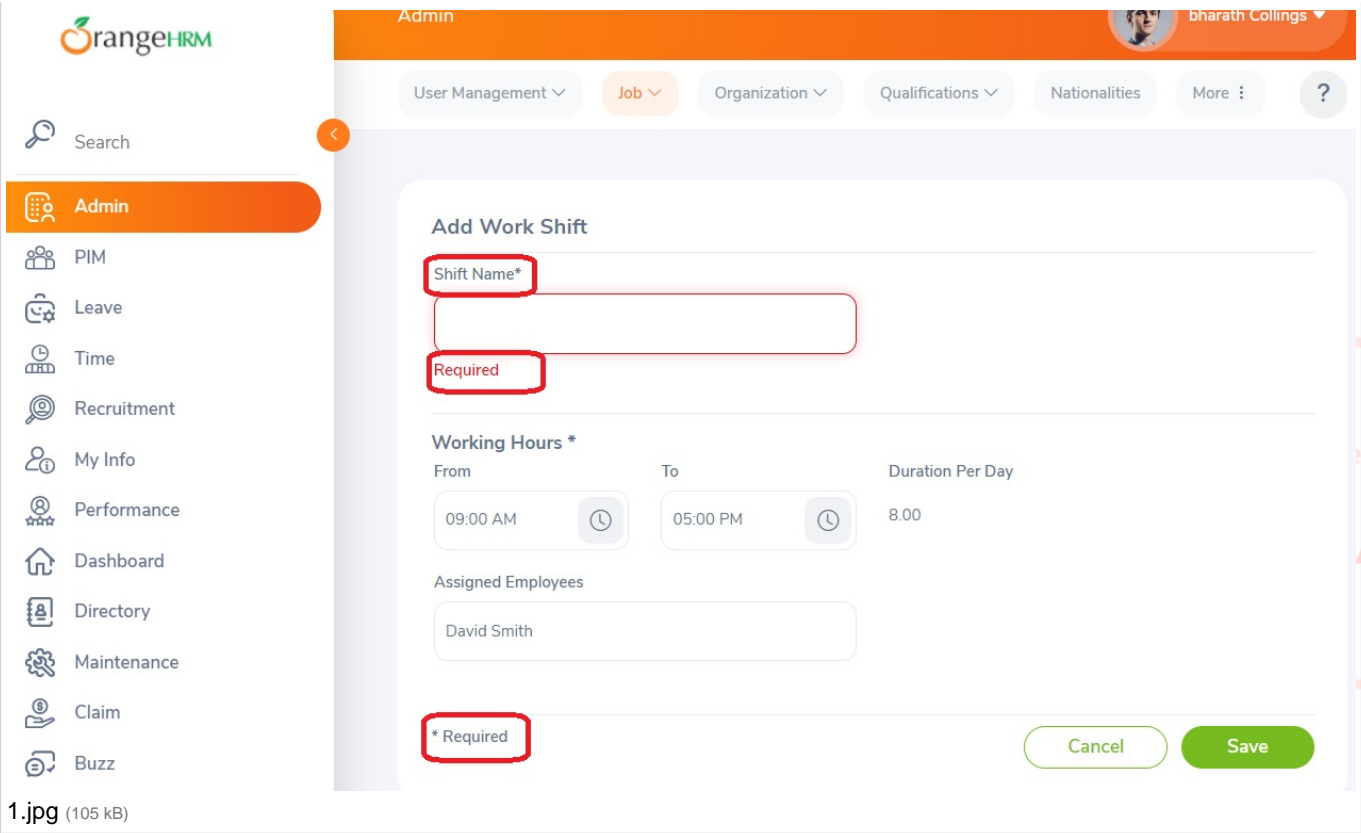 OrangeHRM
Admin
bharath Collings
User Management
Job
Organization
Qualifications
Nationalities
More
?
Search
Admin
PIM
Leave
Time
Recruitment
My Info
Performance
Dashboard
Directory
Maintenance
Claim
Buzz
Add Work Shift
Shift Name*
Required
Working Hours *
From To Duration Per Day
09:00 AM 05:00 PM 8.00
Assigned Employees
David Smith
* Required
Cancel Save
1.jpg (105 kB)